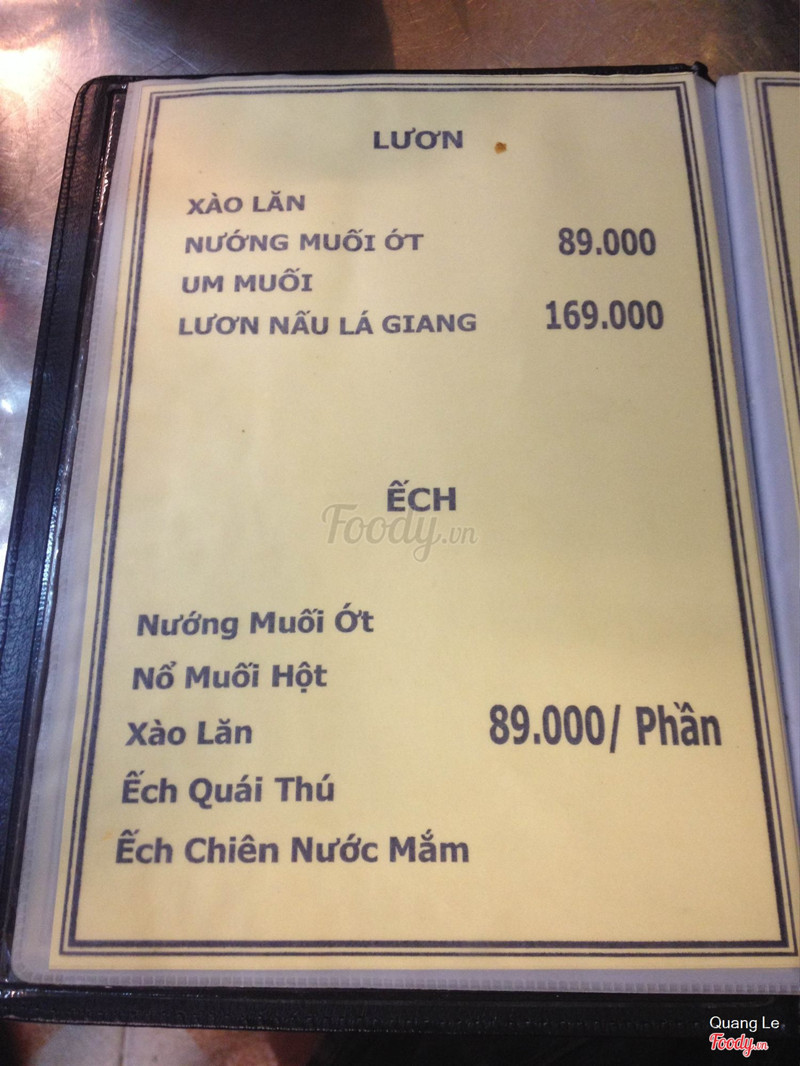 LƯƠN
XÀO LĂN
NƯỚNG MUỐI ỚT 89.000
UM MUỐI
LƯƠN NẤU LÁ GIANG 169.000
ẾCH
Foody.vn
Nướng Muối Ớt
Nổ Muối Hột
Xào Lăn 89.000/ Phần
Ếch Quái Thú
Ếch Chiên Nước Mắm
Quang Le
Foody.vn